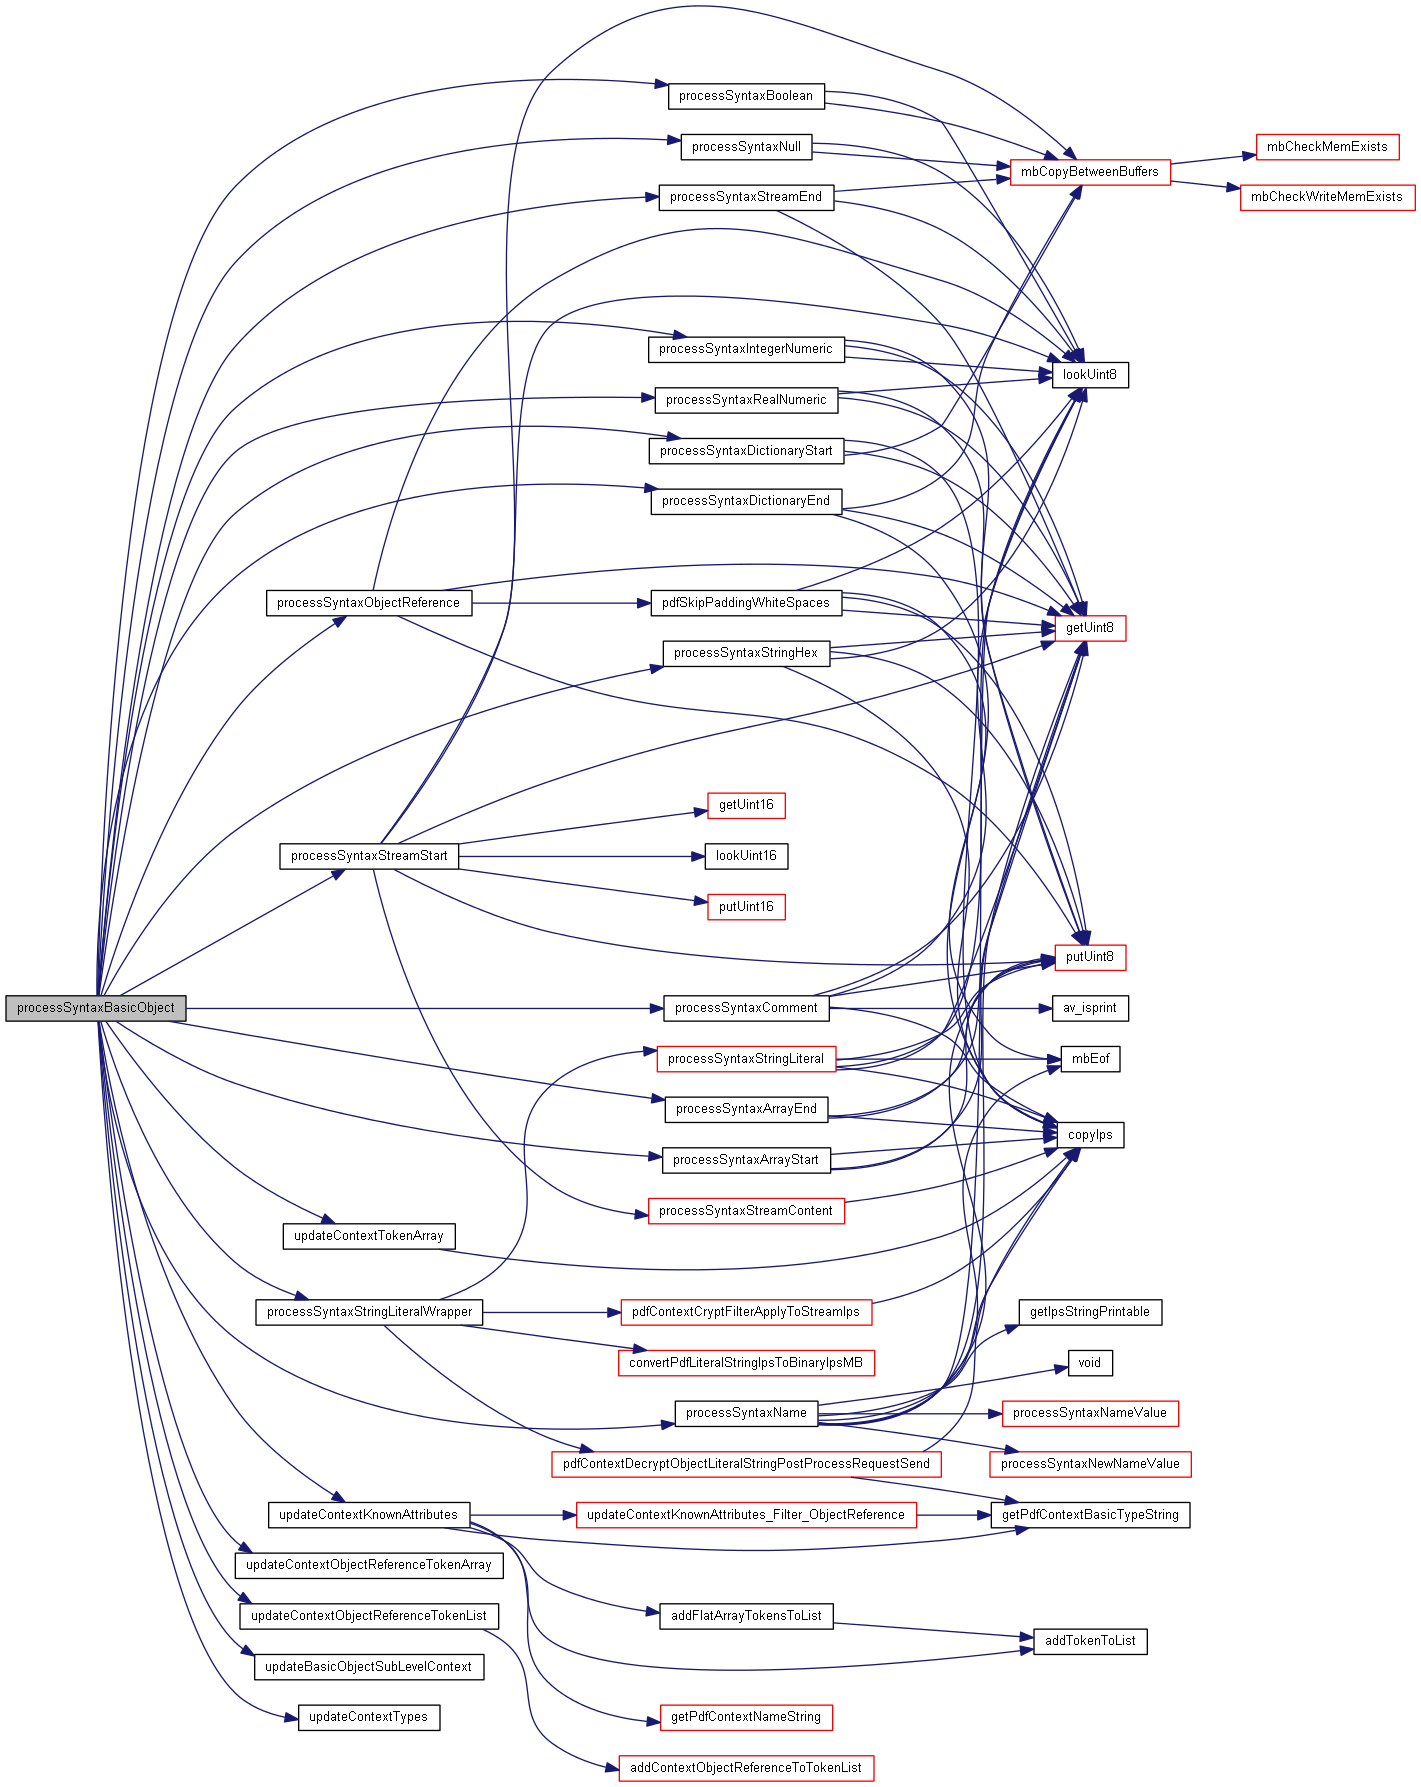 processSyntaxBoolean
processSyntaxNull
mbCheckMemExists
mbCopyBetweenBuffers
processSyntaxStreamEnd
mbCheckWriteMemExists
processSyntaxIntegerNumeric
lookUint8
processSyntaxRealNumeric
processSyntaxDictionaryStart
processSyntaxDictionaryEnd
processSyntaxObjectReference
pdfSkipPaddingWhiteSpaces
getUint8
processSyntaxStringHex
getUint16
processSyntaxStreamStart
lookUint16
putUint16
putUint8
processSyntaxBasicObject
processSyntaxComment
av_isprint
processSyntaxStringLiteral
mbEof
processSyntaxArrayEnd
copyIps
processSyntaxArrayStart
processSyntaxStreamContent
updateContextTokenArray
processSyntaxStringLiteralWrapper
pdfContextCryptFilterApplyToStreamIps
getIpsStringPrintable
convertPdfLiteralStringIpsToBinaryIpsMB
void
processSyntaxName
processSyntaxNameValue
pdfContextDecryptObjectLiteralStringPostProcessRequestSend
processSyntaxNewNameValue
updateContextKnownAttributes
updateContextKnownAttributes_Filter_ObjectReference
getPdfContextBasicTypeString
updateContextObjectReferenceTokenArray
updateContextObjectReferenceTokenList
addFlatArrayTokensToList
addTokenToList
updateBasicObjectSubLevelContext
updateContextTypes
getPdfContextNameString
addContextObjectReferenceToTokenList